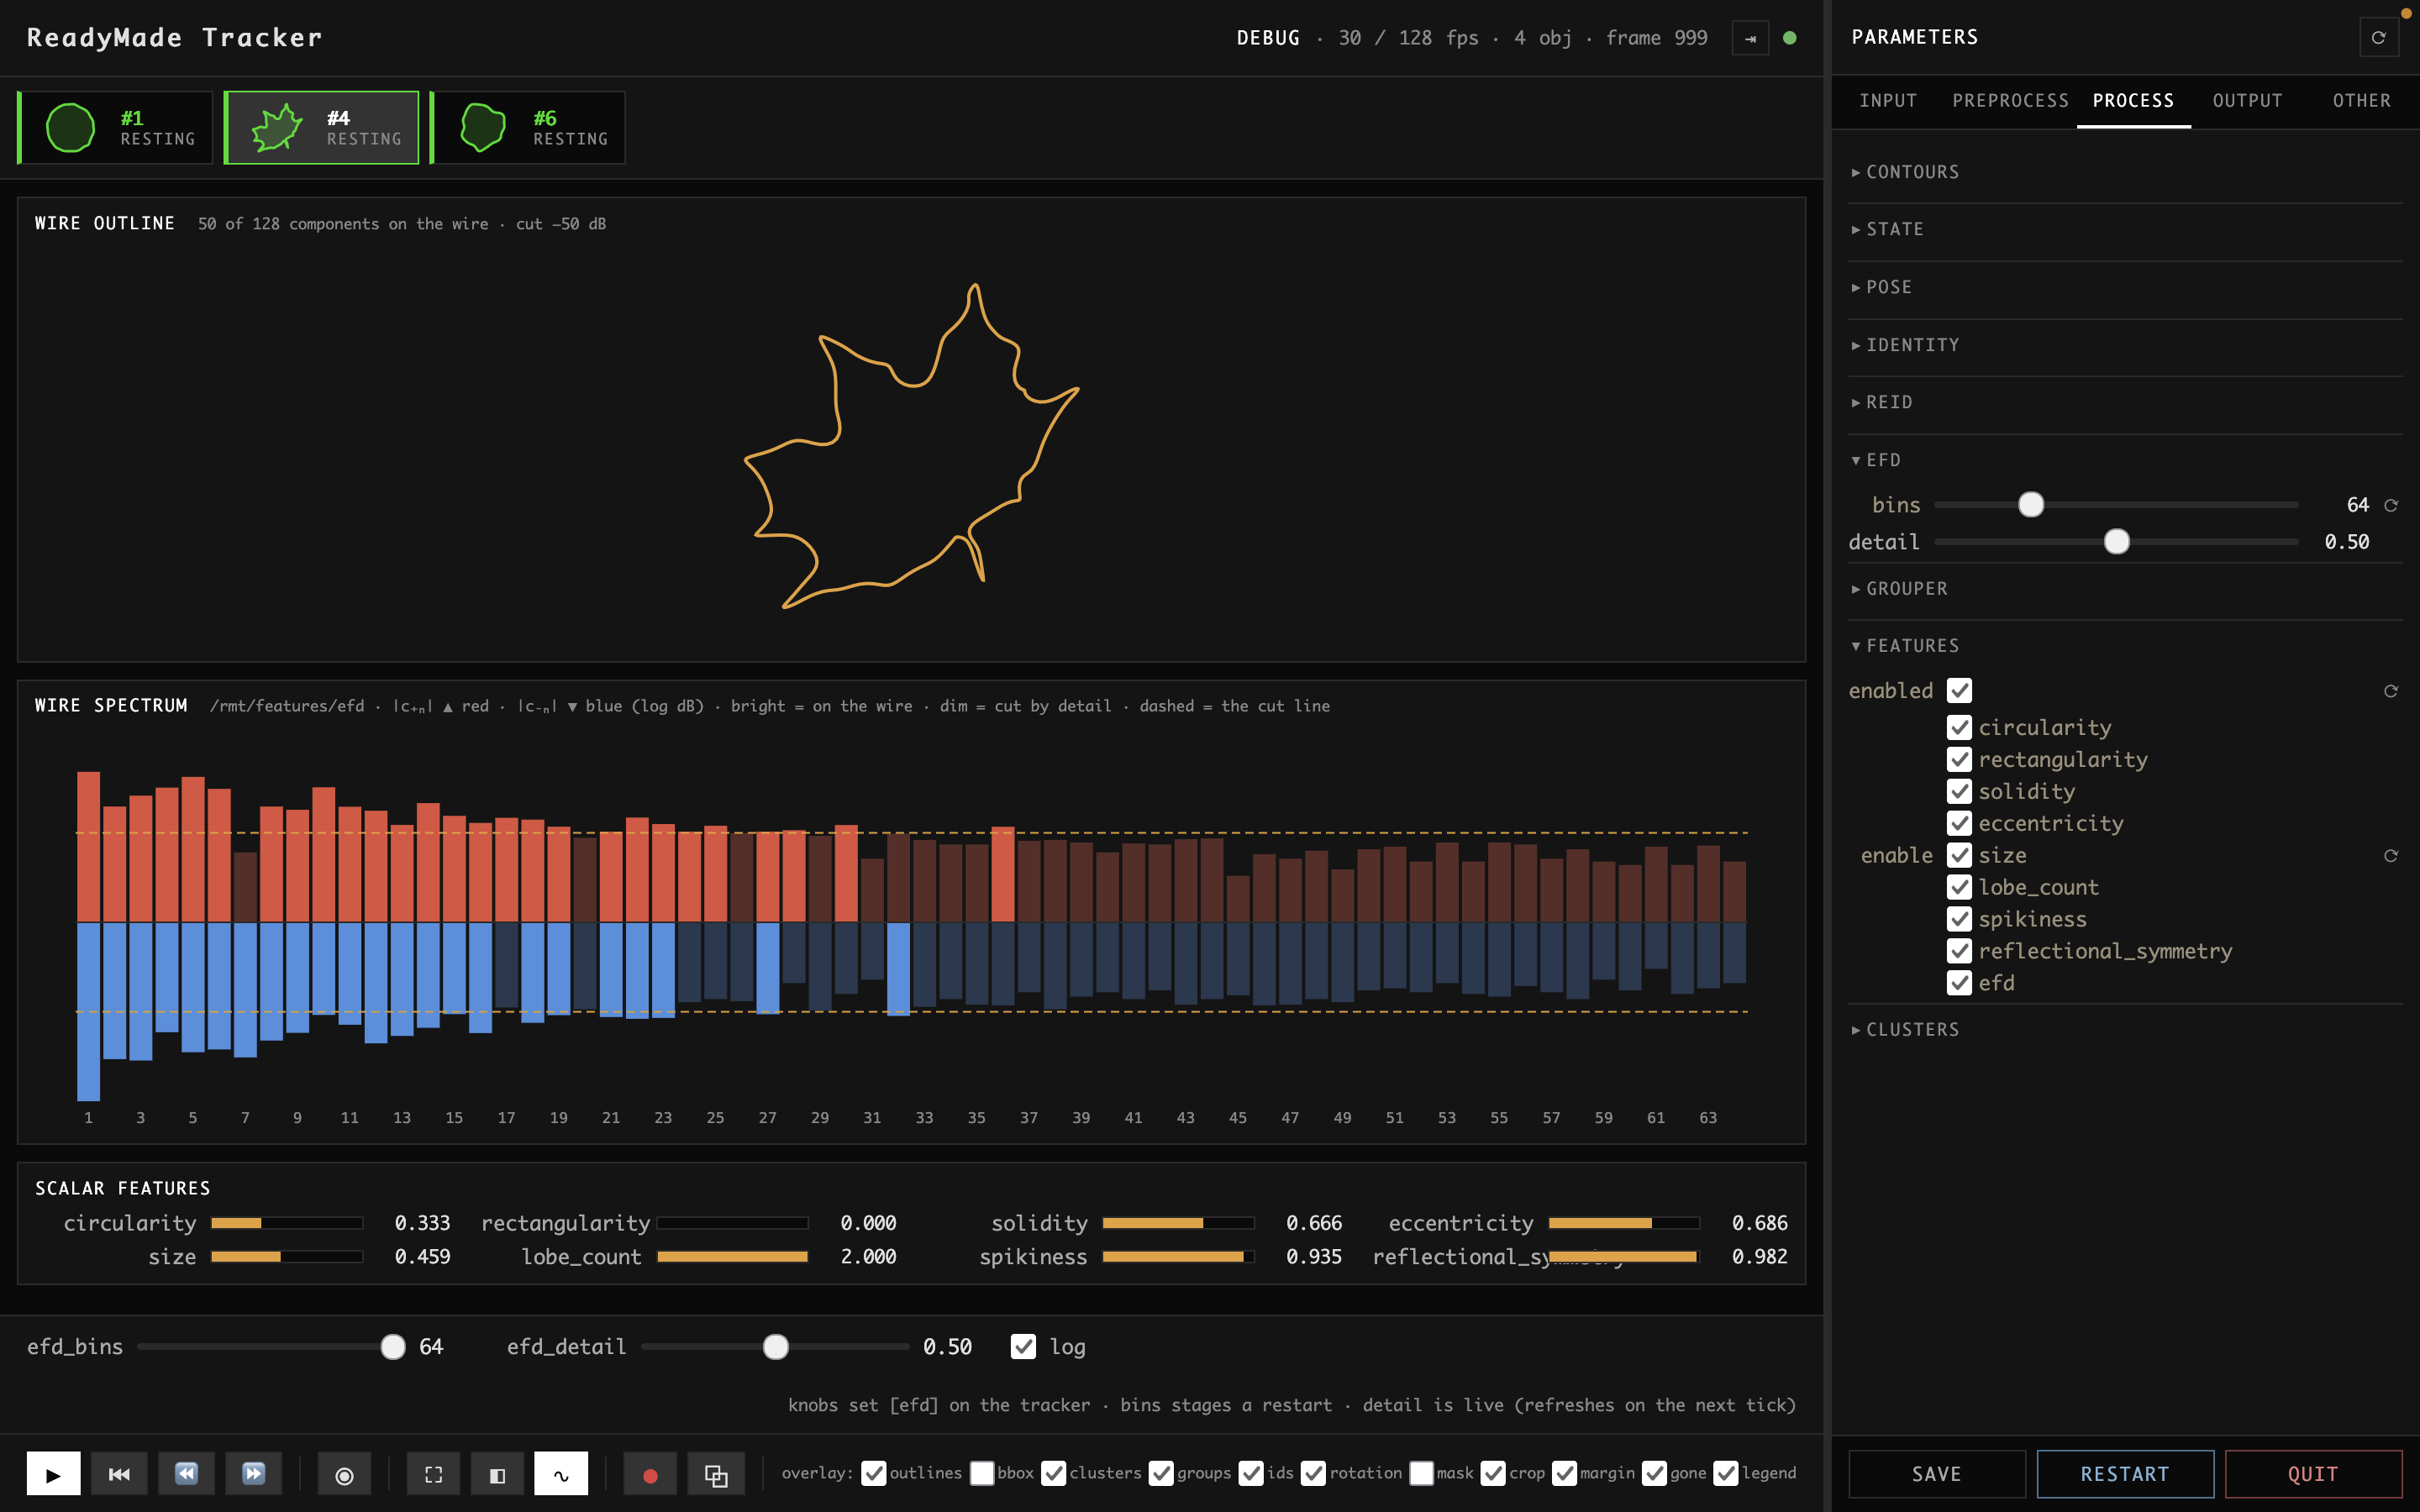 ReadyMade Tracker
DEBUG · 30 / 128 fps · 4 obj · frame 999
#1
RESTING
#4
RESTING
#6
RESTING
WIRE OUTLINE 50 of 128 components on the wire · cut −50 dB
WIRE SPECTRUM /rmt/features/efd · |c₊ₙ| ▲ red · |c₋ₙ| ▼ blue (log dB) · bright = on the wire · dim = cut by detail · dashed = the cut line
1 3 5 7 9 11 13 15 17 19 21 23 25 27 29 31 33 35 37 39 41 43 45 47 49 51 53 55 57 59 61 63
SCALAR FEATURES
circularity 0.333 rectangularity 0.000 solidity 0.666 eccentricity 0.686
size 0.459 lobe_count 2.000 spikiness 0.935 reflectional_symmetry 0.982
efd_bins 64 efd_detail 0.50 log
knobs set [efd] on the tracker · bins stages a restart · detail is live (refreshes on the next tick)
overlay: outlines bbox clusters groups ids rotation mask crop margin gone legend
PARAMETERS
INPUT PREPROCESS PROCESS OUTPUT OTHER
▸ CONTOURS
▸ STATE
▸ POSE
▸ IDENTITY
▸ REID
▾ EFD
bins 64
detail 0.50
▸ GROUPER
▾ FEATURES
enabled
circularity
rectangularity
solidity
eccentricity
enable size
lobe_count
spikiness
reflectional_symmetry
efd
▸ CLUSTERS
SAVE RESTART QUIT